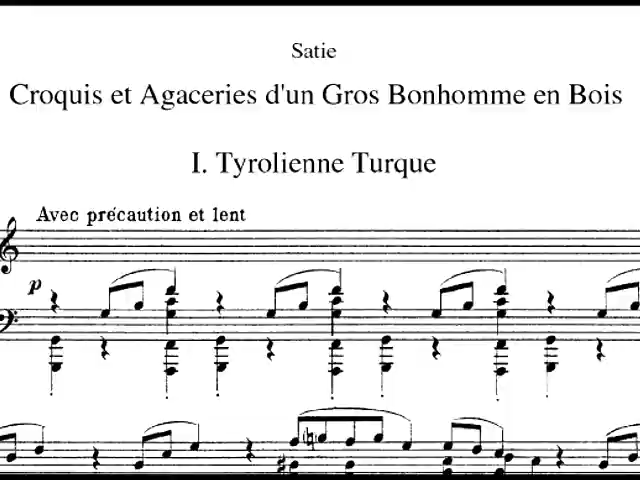 Satie
Croquis et Agaceries d'un Gros Bonhomme en Bois
I. Tyrolienne Turque
Avec précaution et lent
p